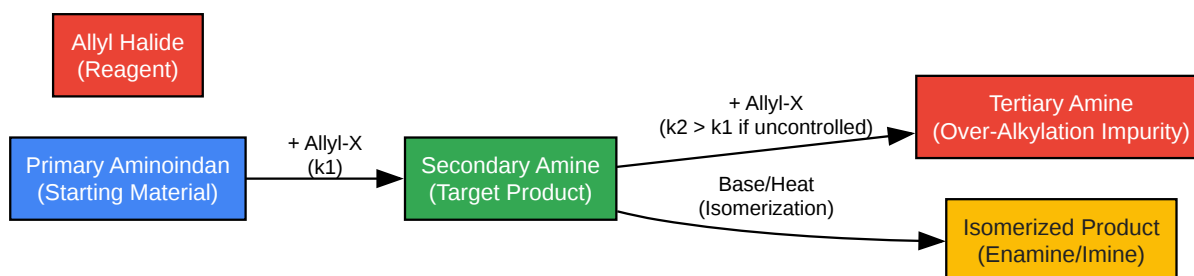 Allyl Halide
(Reagent)
Primary Aminoindan
(Starting Material)
+ Allyl-X
(k1)
Secondary Amine
(Target Product)
+ Allyl-X
(k2 > k1 if uncontrolled)
Base/Heat
(Isomerization)
Tertiary Amine
(Over-Alkylation Impurity)
Isomerized Product
(Enamine/Imine)